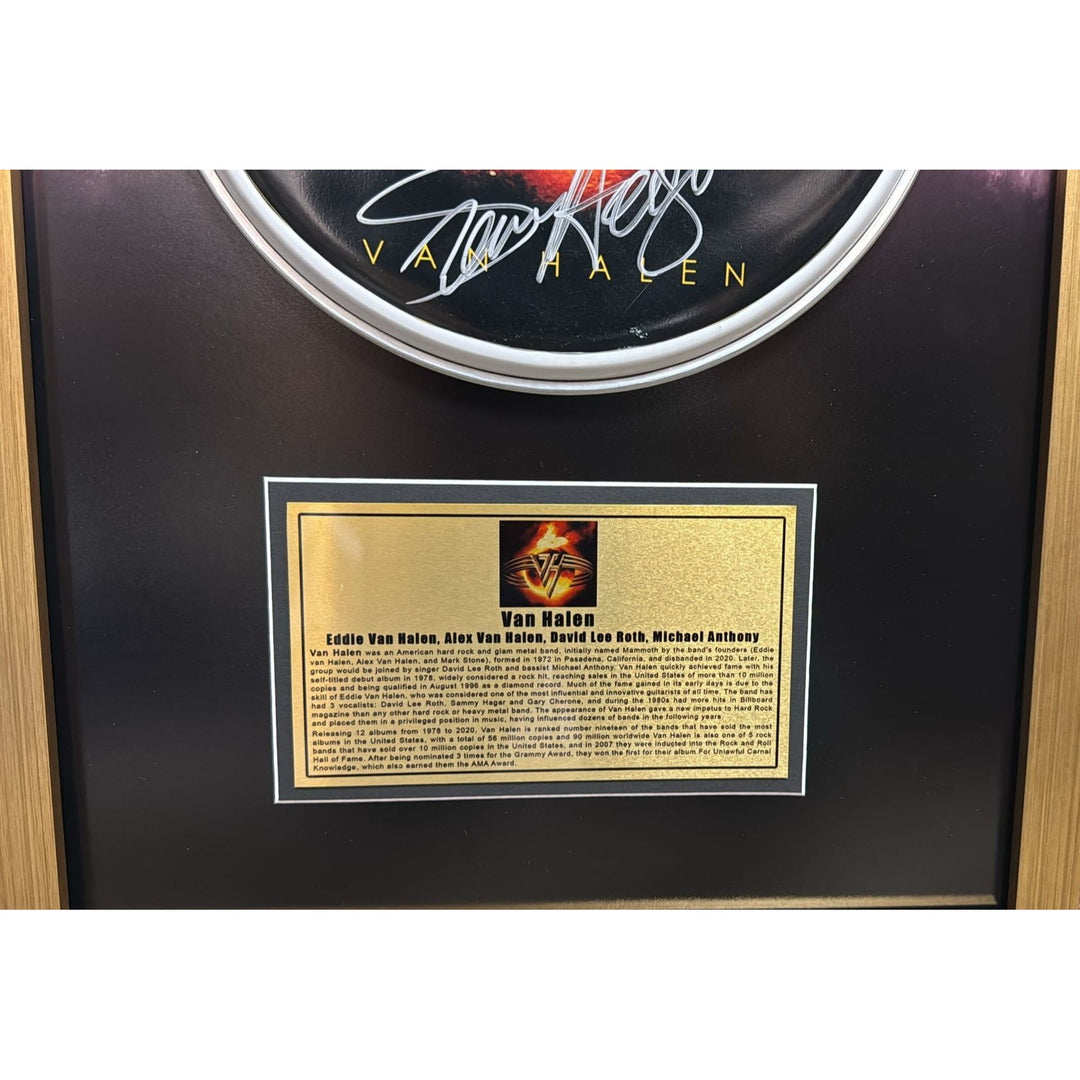 VAN HALEN
VH
Van Halen
Eddie Van Halen, Alex Van Halen, David Lee Roth, Michael Anthony
Van Halen was an American hard rock and glam metal band, initially named Mammoth by the band's founders (Eddie
van Halen, Alex Van Halen, and Mark Stone), formed in 1972 in Pasadena, California, and disbanded in 2020. Later, the
group would be joined by singer David Lee Roth and bassist Michael Anthony. Van Halen quickly achieved fame with his
self-titled debut album in 1978, widely considered a rock hit, reaching sales in the United States of more than 10 million
copies and being qualified in August 1996 as a diamond record. Much of the fame gained in its early days is due to the
skill of Eddie Van Halen, who was considered one of the most influential and innovative guitarists of all time. The band has
had 3 vocalists: David Lee Roth, Sammy Hagar and Gary Cherone, and during the 1980s had more hits in Billboard
magazine than any other hard rock or heavy metal band. The appearance of Van Halen gave a new impetus to Hard Rock
and placed them in a privileged position in music, having influenced dozens of bands in the following years.
Releasing 12 albums from 1978 to 2020, Van Halen is ranked number nineteen of the bands that have sold the most
albums in the United States, with a total of 56 million copies and 90 million worldwide Van Halen is also one of 5 rock
bands that have sold over 10 million copies in the United States, and in 2007 they were inducted into the Rock and Roll
Hall of Fame. After being nominated 3 times for the Grammy Award, they won the first for their album For Unlawful Carnal
Knowledge, which also earned them the AMA Award.